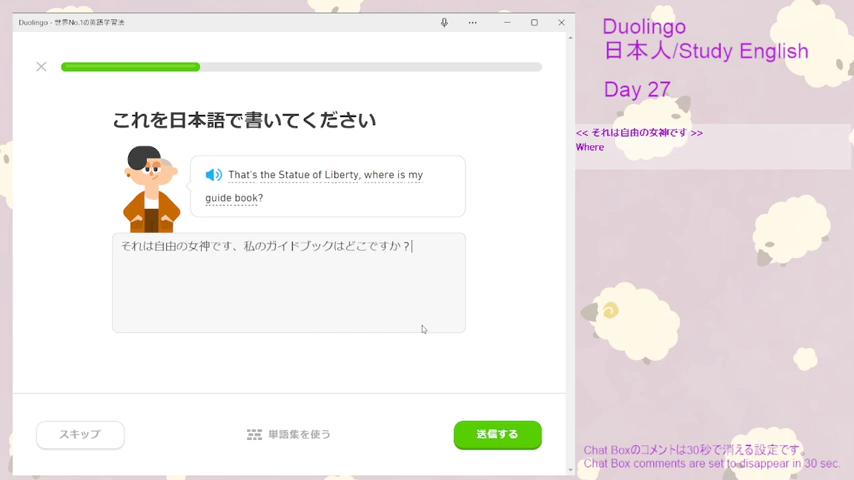 Duolingo - 世界No.1の英語学習法
これを日本語で書いてください
That's the Statue of Liberty, where is my
guide book?
それは自由の女神です、私のガイドブックはどこですか？
スキップ
単語集を使う
送信する
Duolingo
日本人/Study English
Day 27
<< それは自由の女神です >>
Where
Chat Boxのコメントは30秒で消える設定です
Chat Box comments are set to disappear in 30 sec.